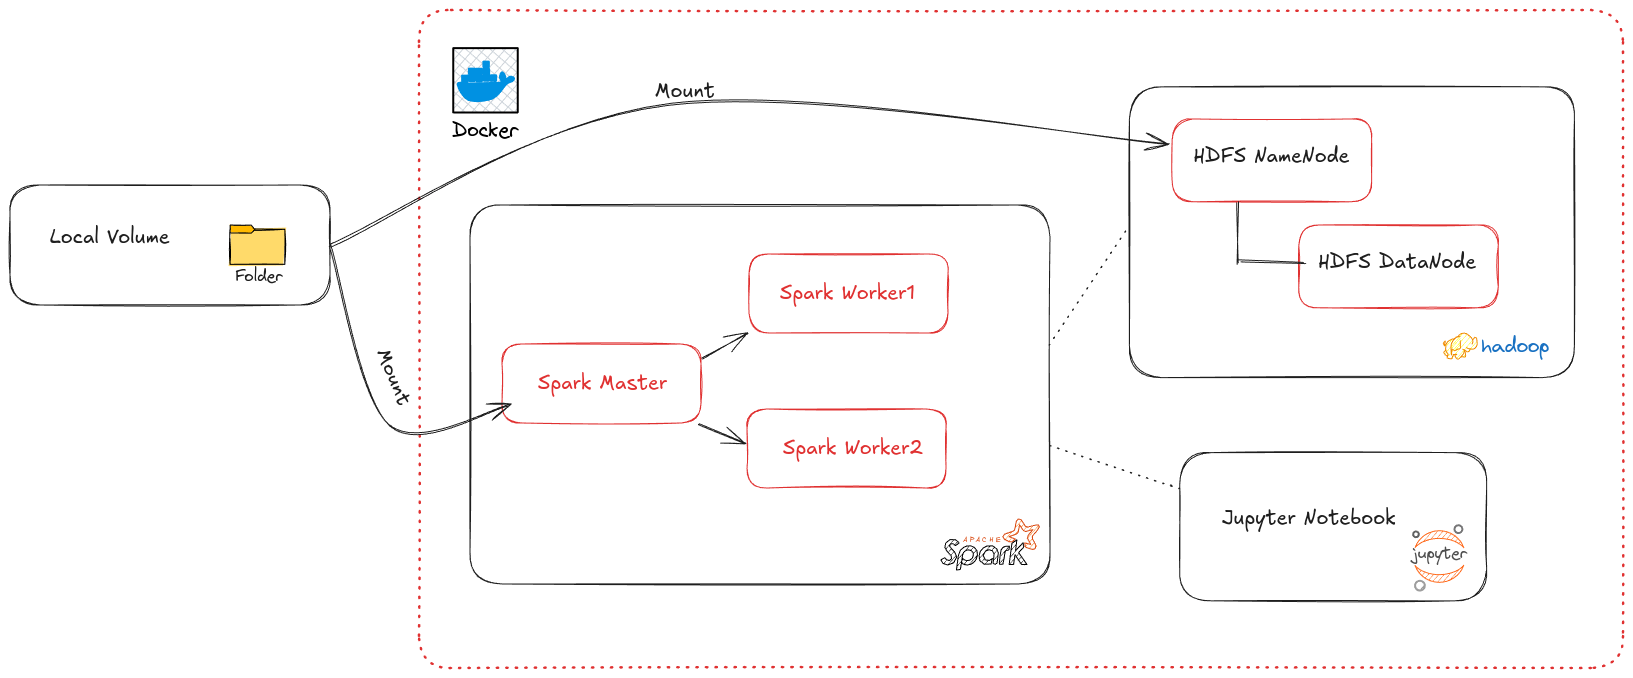 Mount
Docker
HDFS NameNode
Local Volume
Folder
HDFS DataNode
Spark Worker1
hadoop
Mount
Spark Master
Spark Worker2
Jupyter Notebook
APACHE
Spark
jupyter